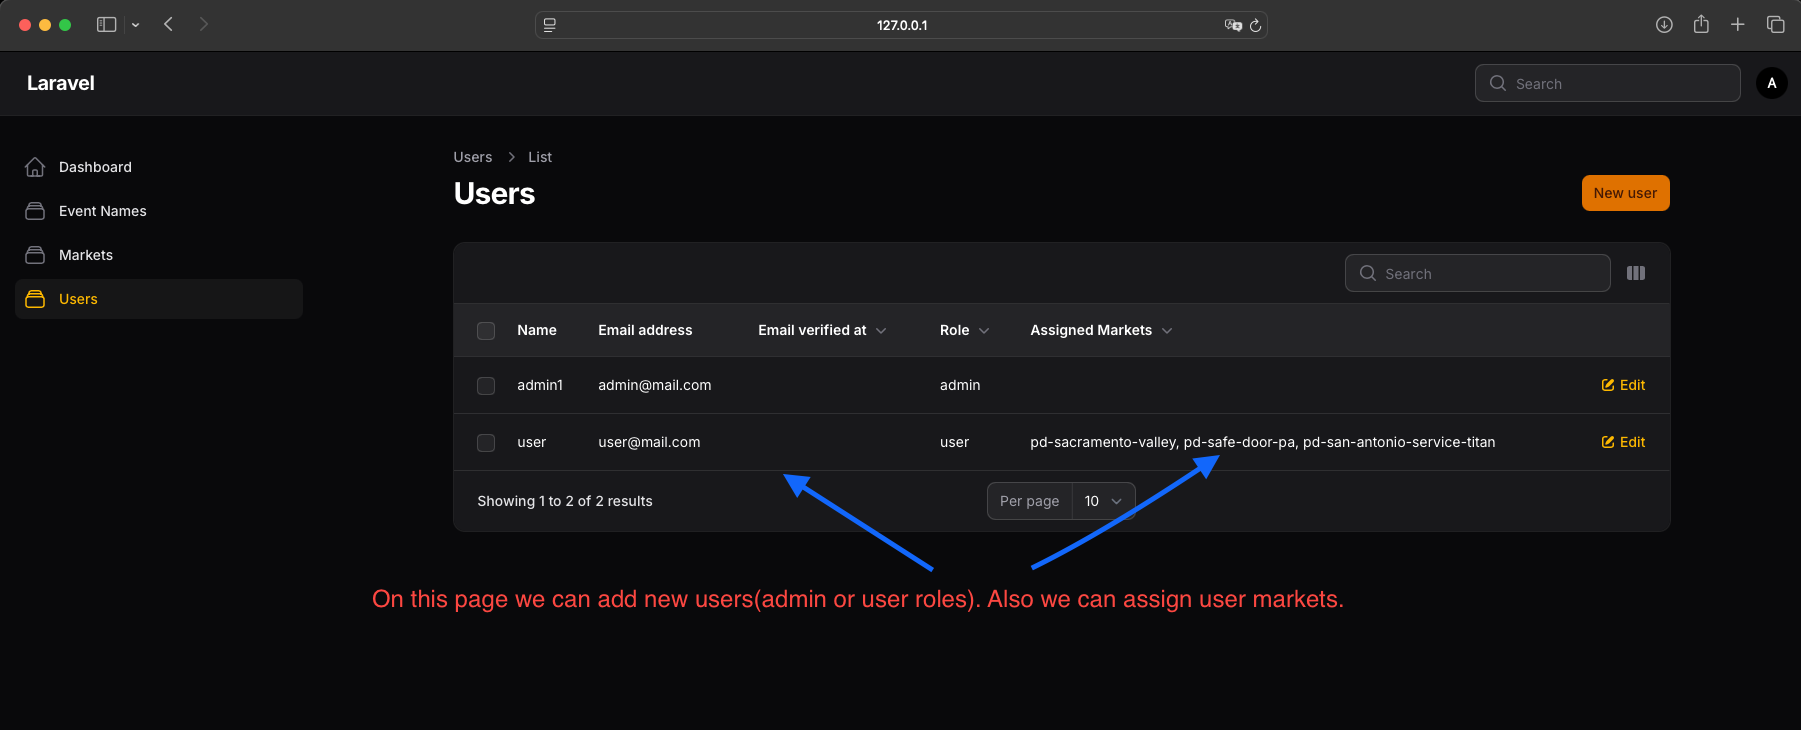 127.0.0.1
Laravel
Search
A
Dashboard
Event Names
Markets
Users
Users > List
Users
New user
Search
Name Email address Email verified at Role Assigned Markets
admin1 admin@mail.com admin Edit
user user@mail.com user pd-sacramento-valley, pd-safe-door-pa, pd-san-antonio-service-titan Edit
Showing 1 to 2 of 2 results Per page 10
On this page we can add new users(admin or user roles). Also we can assign user markets.